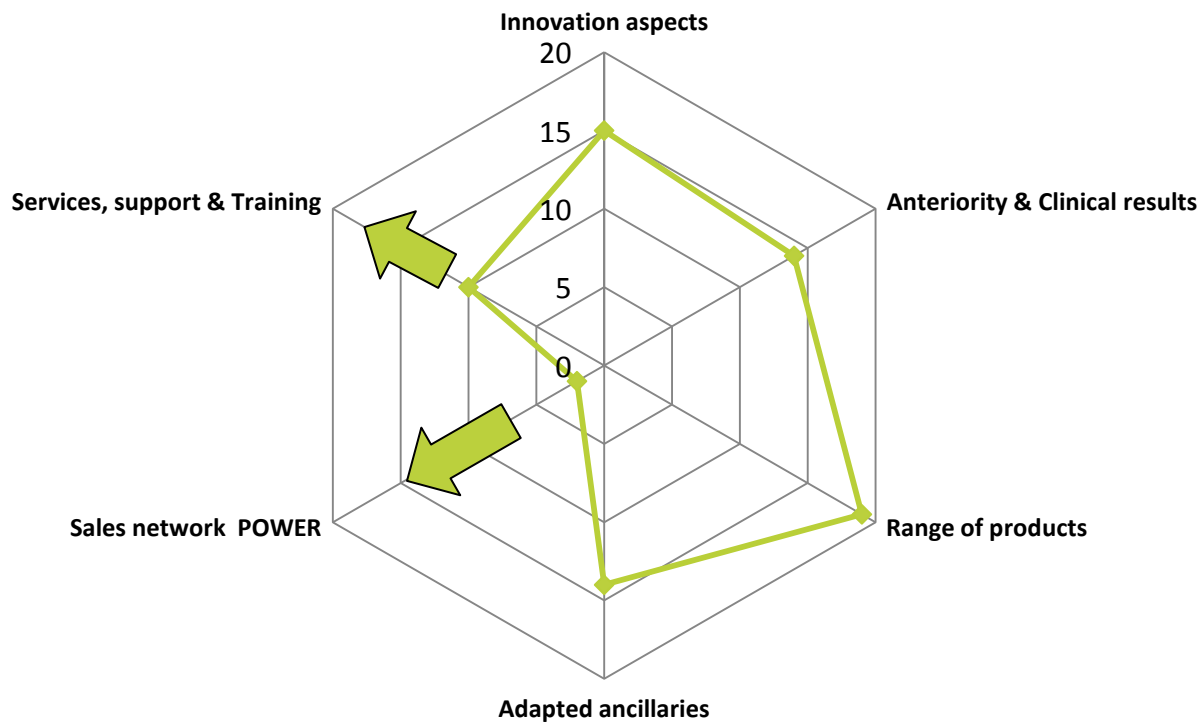 Innovation aspects
20
15
Services, support & Training
Anteriority & Clinical results
10
5
0
Sales network  POWER
Range of products
Adapted ancillaries